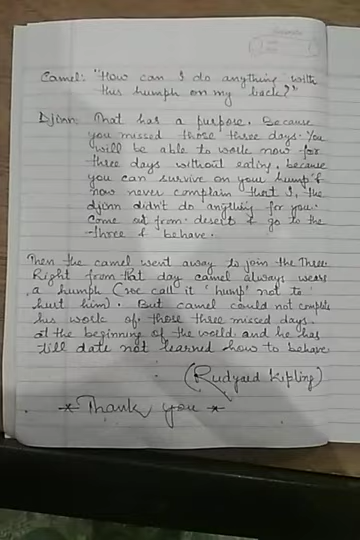 Camel: "How can I do anything with
this humph on my back?"
Djinn: That has a purpose. Because
you missed those three days. You
will be able to work now for
three days without eating, because
you can survive on your hump &
now never complain that I, the
djinn didn't do anything for you.
Come out from desert & go to the
three & behave.
Then the camel went away to join the Three.
Right from that day camel always wears
a humph (we call it 'hump' not to
hurt him). But camel could not complete
his work of those three missed days.
at the beginning of the world and he has
till date not learned how to behave
(Rudyard Kipling)
Thank you